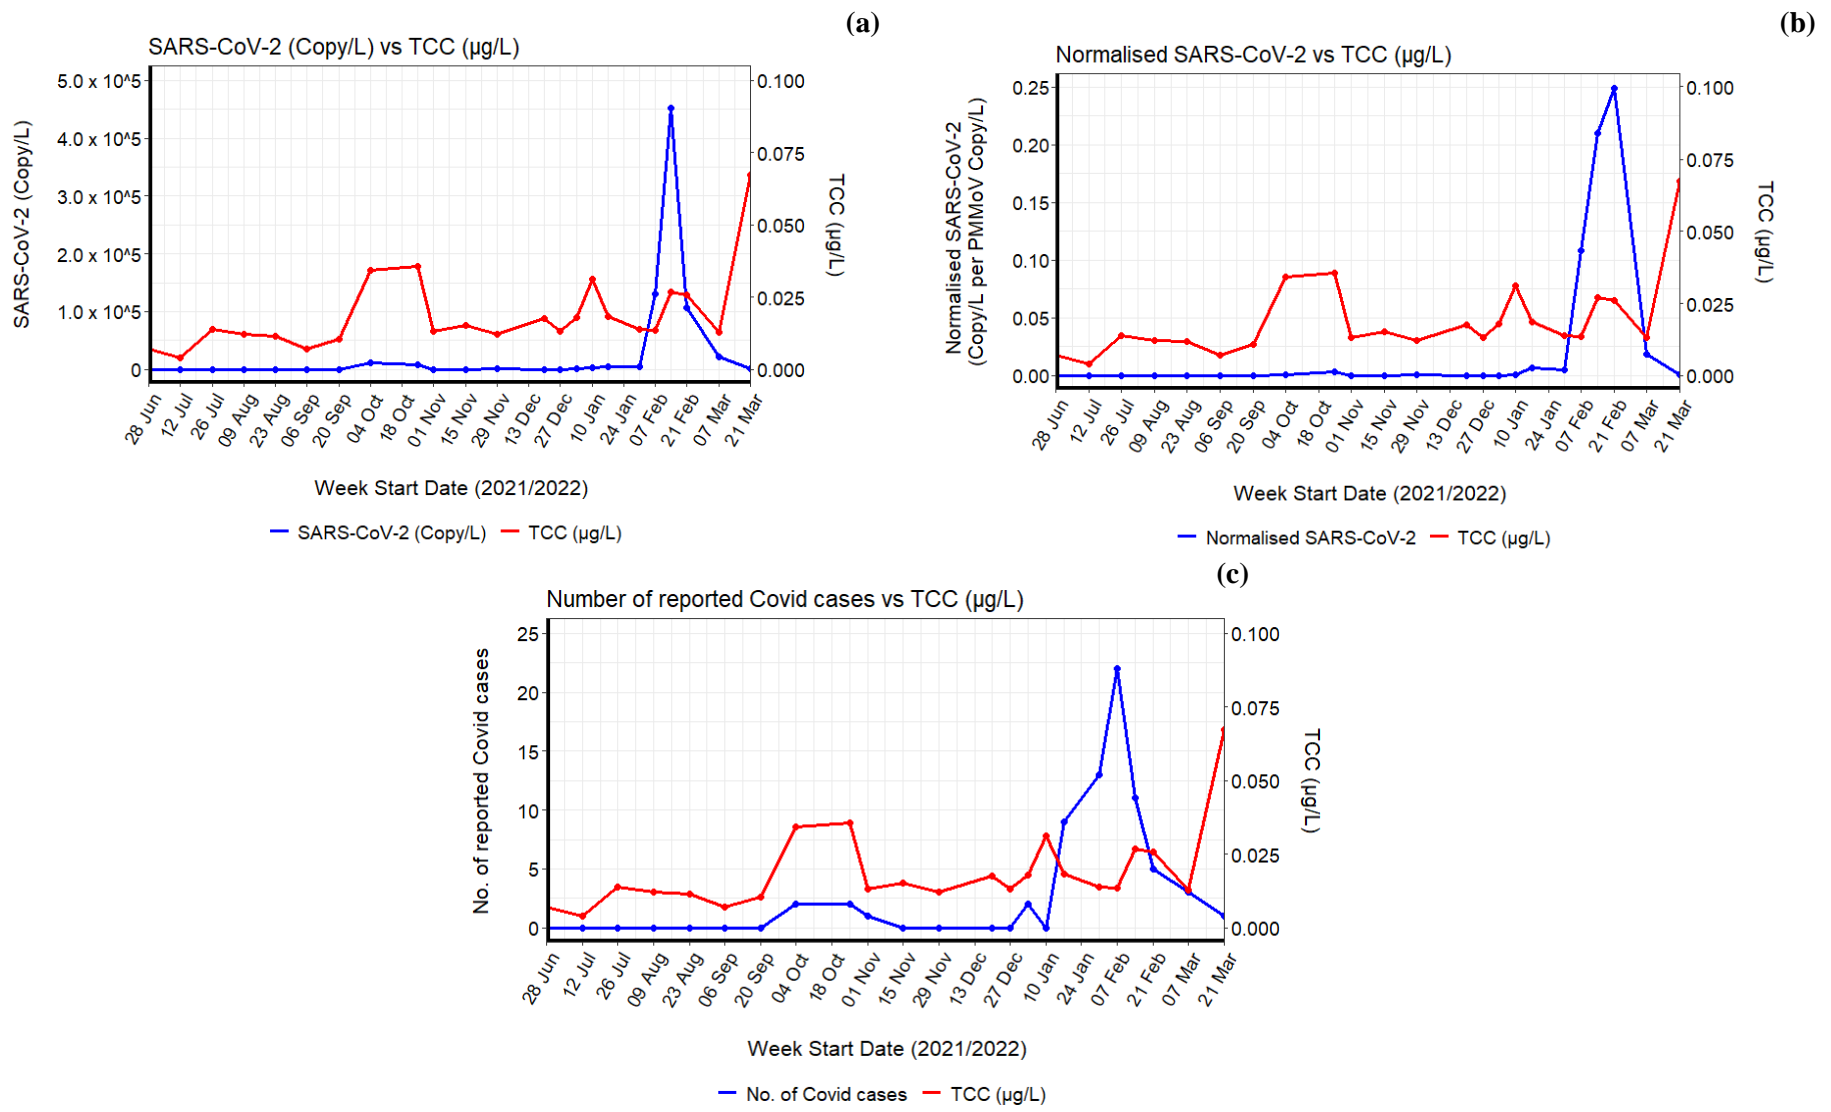 (a)
SARS-CoV-2 (Copy/L) vs TCC (µg/L)
SARS-CoV-2 (Copy/L)
5.0 x 10^5
4.0 x 10^5
3.0 x 10^5
2.0 x 10^5
1.0 x 10^5
0
0.100
0.075
0.050
0.025
0.000
TCC (µg/L)
28 Jun
12 Jul
26 Jul
09 Aug
23 Aug
06 Sep
20 Sep
04 Oct
18 Oct
01 Nov
15 Nov
29 Nov
13 Dec
27 Dec
10 Jan
24 Jan
07 Feb
21 Feb
07 Mar
21 Mar
Week Start Date (2021/2022)
SARS-CoV-2 (Copy/L) TCC (µg/L)
(b)
Normalised SARS-CoV-2 vs TCC (µg/L)
Normalised SARS-CoV-2
(Copy/L per PMMoV Copy/L)
0.25
0.20
0.15
0.10
0.05
0.00
0.100
0.075
0.050
0.025
0.000
TCC (µg/L)
28 Jun
12 Jul
26 Jul
09 Aug
23 Aug
06 Sep
20 Sep
04 Oct
18 Oct
01 Nov
15 Nov
29 Nov
13 Dec
27 Dec
10 Jan
24 Jan
07 Feb
21 Feb
07 Mar
21 Mar
Week Start Date (2021/2022)
Normalised SARS-CoV-2 TCC (µg/L)
(c)
Number of reported Covid cases vs TCC (µg/L)
No. of reported Covid cases
25
20
15
10
5
0
0.100
0.075
0.050
0.025
0.000
TCC (µg/L)
28 Jun
12 Jul
26 Jul
09 Aug
23 Aug
06 Sep
20 Sep
04 Oct
18 Oct
01 Nov
15 Nov
29 Nov
13 Dec
27 Dec
10 Jan
24 Jan
07 Feb
21 Feb
07 Mar
21 Mar
Week Start Date (2021/2022)
No. of Covid cases TCC (µg/L)